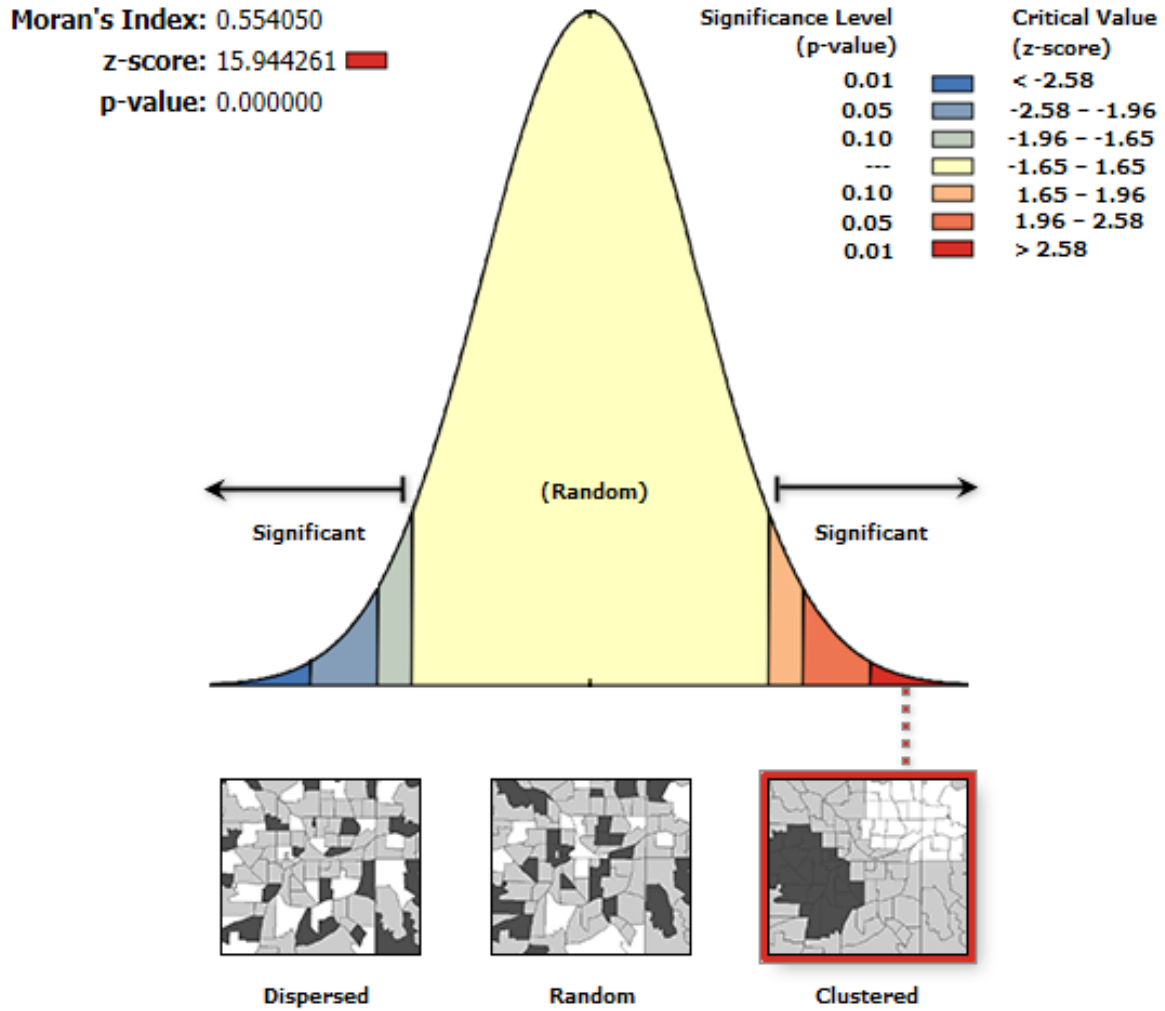 Moran's Index: 0.554050
z-score: 15.944261
p-value: 0.000000
Significance Level (p-value)
Critical Value (z-score)
0.01 < -2.58
0.05 -2.58 – -1.96
0.10 -1.96 – -1.65
--- -1.65 – 1.65
0.10 1.65 – 1.96
0.05 1.96 – 2.58
0.01 > 2.58
(Random)
Significant
Significant
Dispersed
Random
Clustered